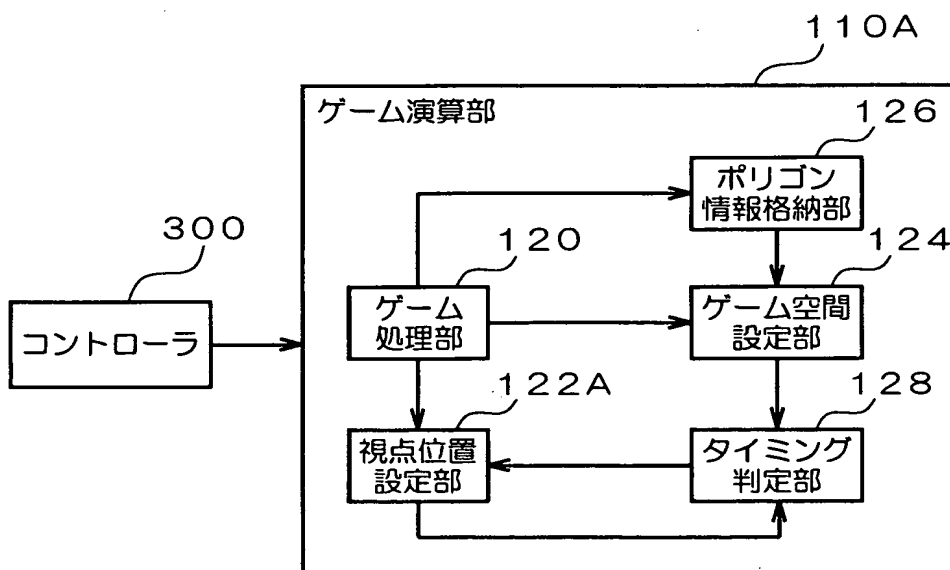 110A
ゲーム演算部
126
ポリゴン
情報格納部
300
コントローラ
120
ゲーム
処理部
124
ゲーム空間
設定部
122A
視点位置
設定部
128
タイミング
判定部